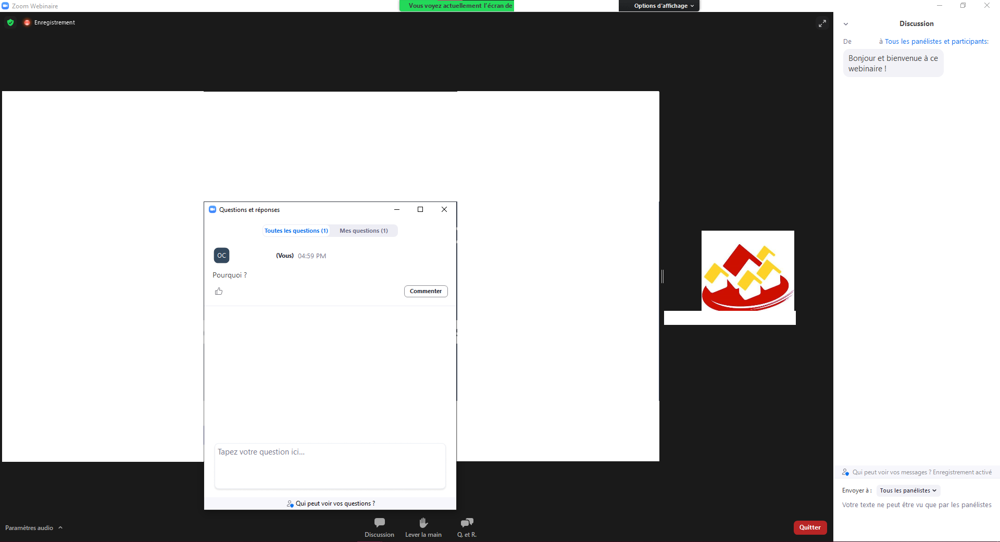 Zoom Webinaire
Vous voyez actuellement l'écran de
Options d'affichage
Enregistrement
Discussion
De à Tous les panélistes et participants:
Bonjour et bienvenue à ce
webinaire !
Questions et réponses
Toutes les questions (1)
Mes questions (1)
OC
(Vous) 04:59 PM
Pourquoi ?
Commenter
Tapez votre question ici...
Qui peut voir vos questions ?
Qui peut voir vos messages ? Enregistrement activé
Envoyer à : Tous les panélistes
Votre texte ne peut être vu que par les panélistes
Paramètres audio
Discussion
Lever la main
Q. et R.
Quitter